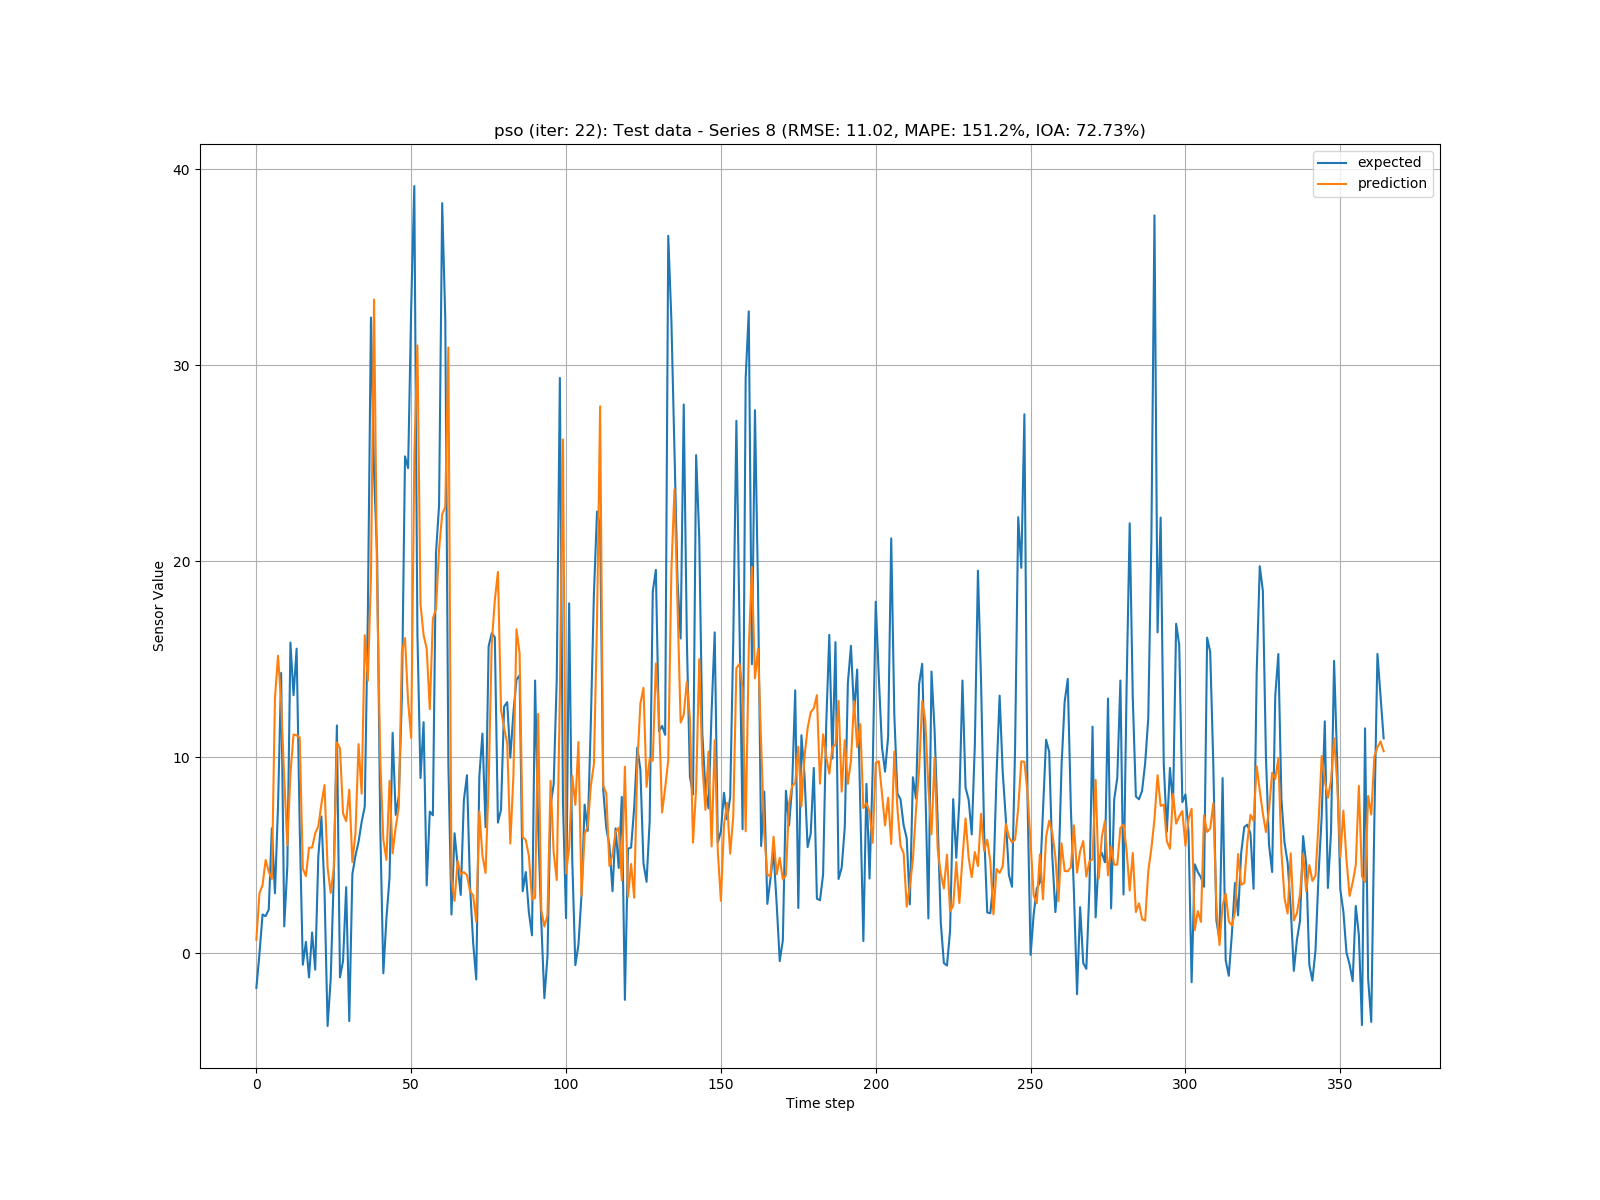 pso (iter: 22): Test data - Series 8 (RMSE: 11.02, MAPE: 151.2%, IOA: 72.73%)
expected
prediction
40
30
20
10
0
Sensor Value
0 50 100 150 200 250 300 350
Time step